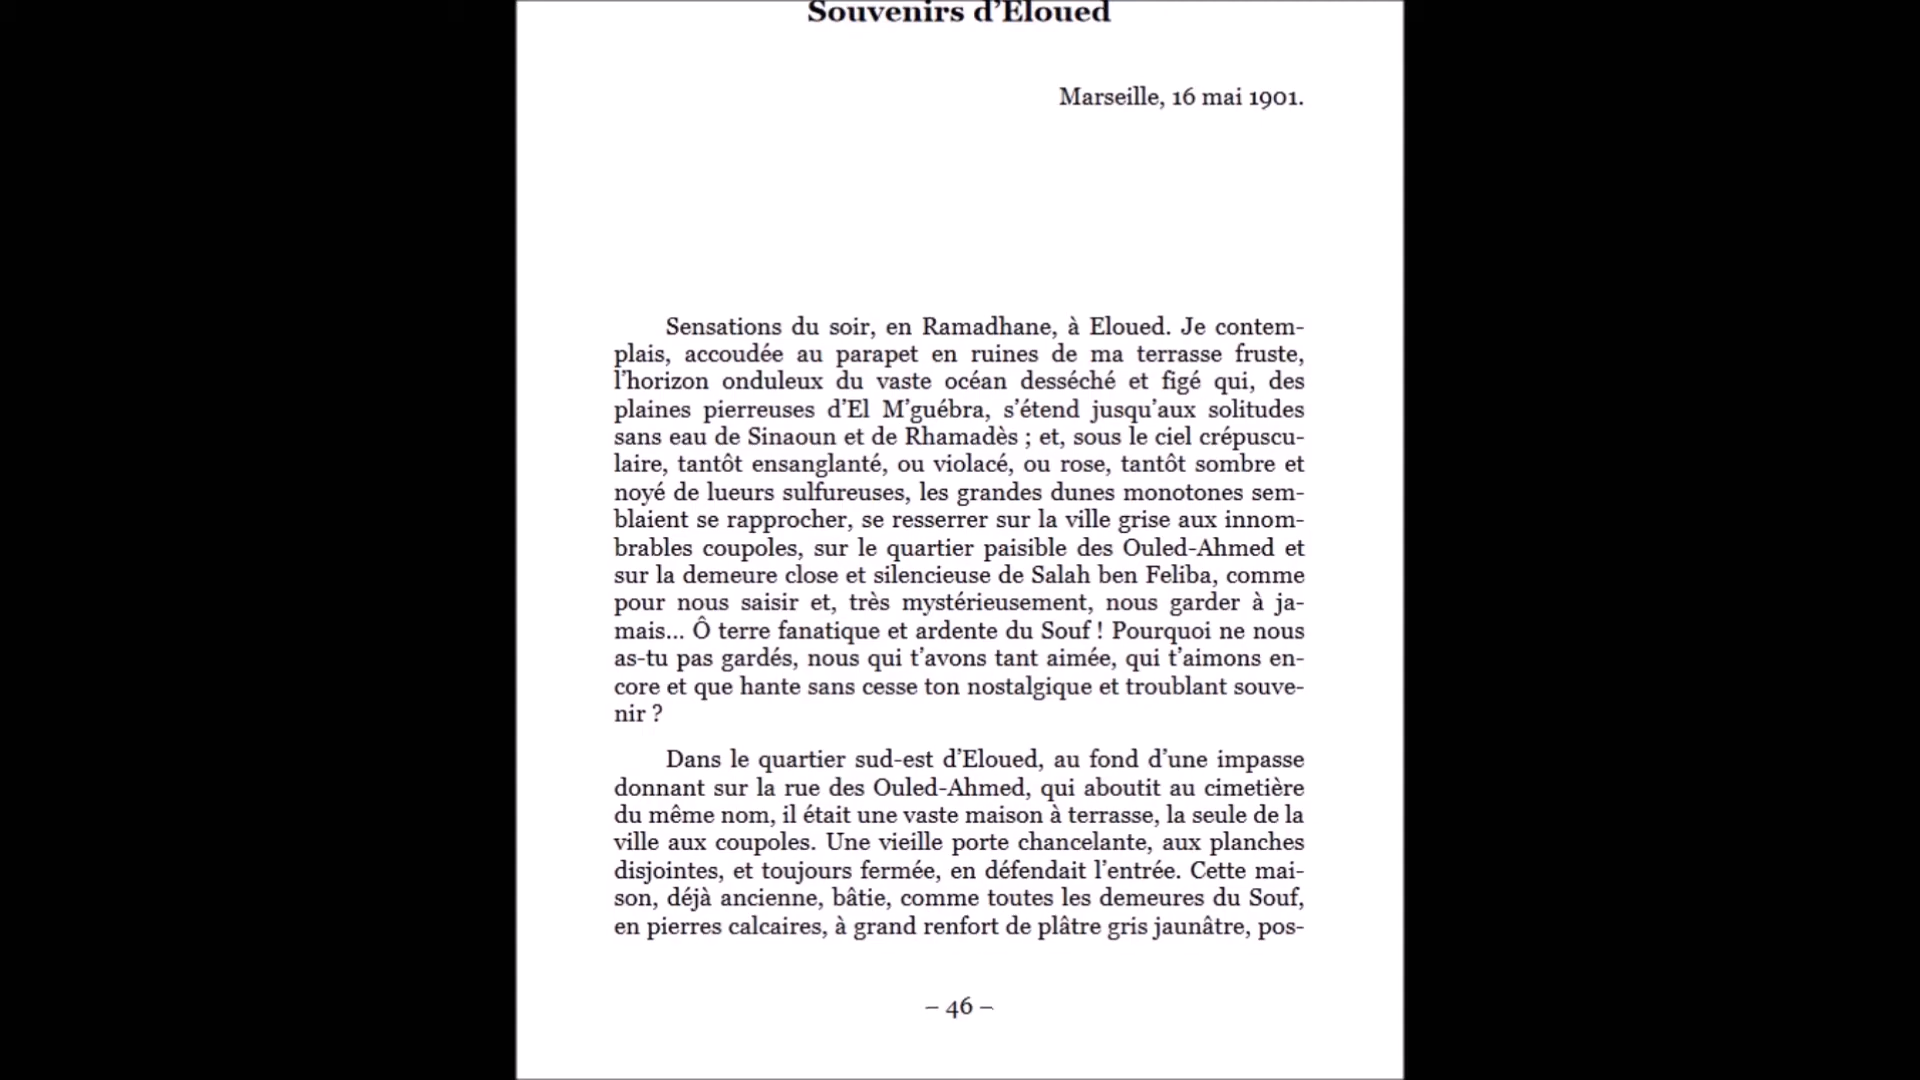 Souvenirs d’Eloued
Marseille, 16 mai 1901.
Sensations du soir, en Ramadhane, à Eloued. Je contem-
plais, accoudée au parapet en ruines de ma terrasse fruste,
l’horizon onduleux du vaste océan desséché et figé qui, des
plaines pierreuses d’El M’guébra, s’étend jusqu’aux solitudes
sans eau de Sinaoun et de Rhamadès ; et, sous le ciel crépuscu-
laire, tantôt ensanglanté, ou violacé, ou rose, tantôt sombre et
noyé de lueurs sulfureuses, les grandes dunes monotones sem-
blaient se rapprocher, se resserrer sur la ville grise aux innom-
brables coupoles, sur le quartier paisible des Ouled-Ahmed et
sur la demeure close et silencieuse de Salah ben Feliba, comme
pour nous saisir et, très mystérieusement, nous garder à ja-
mais... Ô terre fanatique et ardente du Souf ! Pourquoi ne nous
as-tu pas gardés, nous qui t’avons tant aimée, qui t’aimons en-
core et que hante sans cesse ton nostalgique et troublant souve-
nir ?
Dans le quartier sud-est d’Eloued, au fond d’une impasse
donnant sur la rue des Ouled-Ahmed, qui aboutit au cimetière
du même nom, il était une vaste maison à terrasse, la seule de la
ville aux coupoles. Une vieille porte chancelante, aux planches
disjointes, et toujours fermée, en défendait l’entrée. Cette mai-
son, déjà ancienne, bâtie, comme toutes les demeures du Souf,
en pierres calcaires, à grand renfort de plâtre gris jaunâtre, pos-
– 46 –